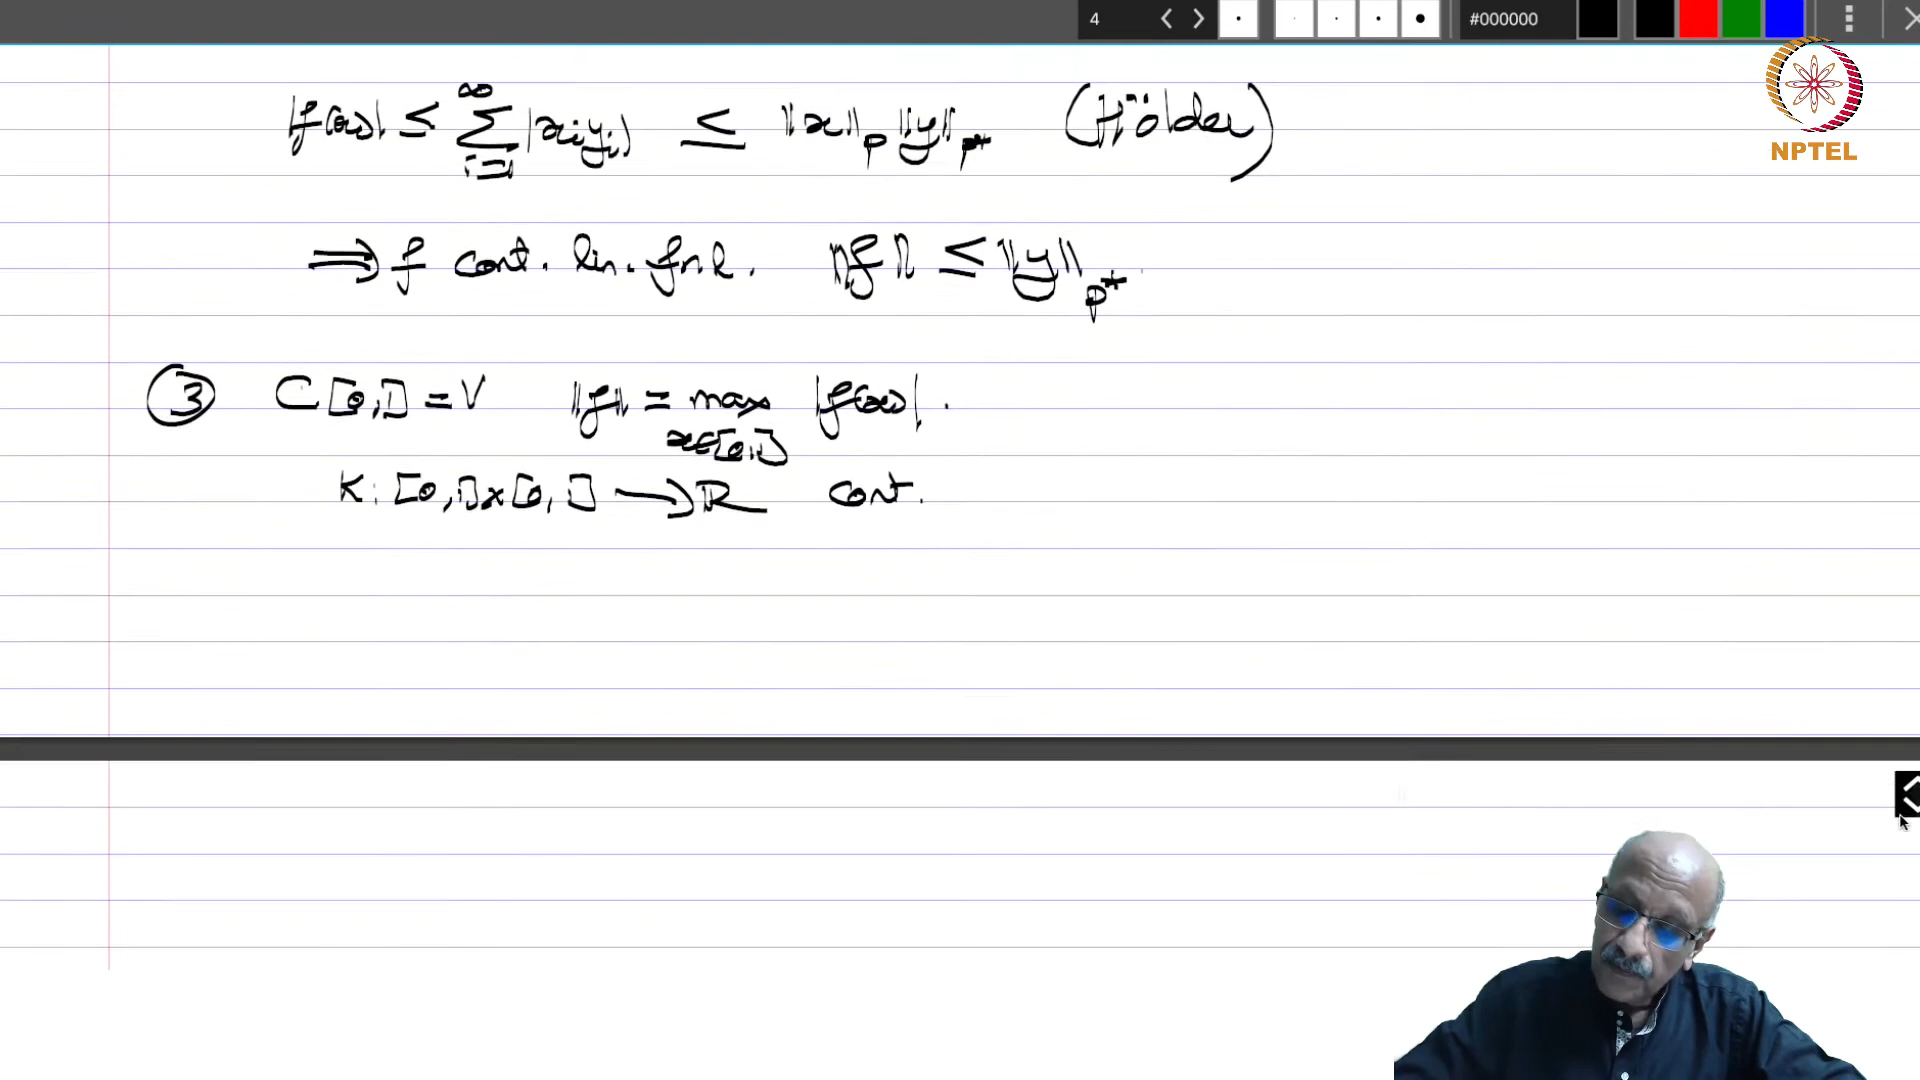 4
#000000
NPTEL
|f(x)| ≤ ∑_{i=1}^{∞} |x_i y_i| ≤ ‖x‖_p ‖y‖_{p*} (Hölder)
⟹ f cont. lin. fnl. ‖f‖ ≤ ‖y‖_{p*}.
③ C[0,1] = V ‖f‖ = max_{x∈[0,1]} |f(x)|.
K: [0,1]x[0,1] ⟶ ℝ cont.